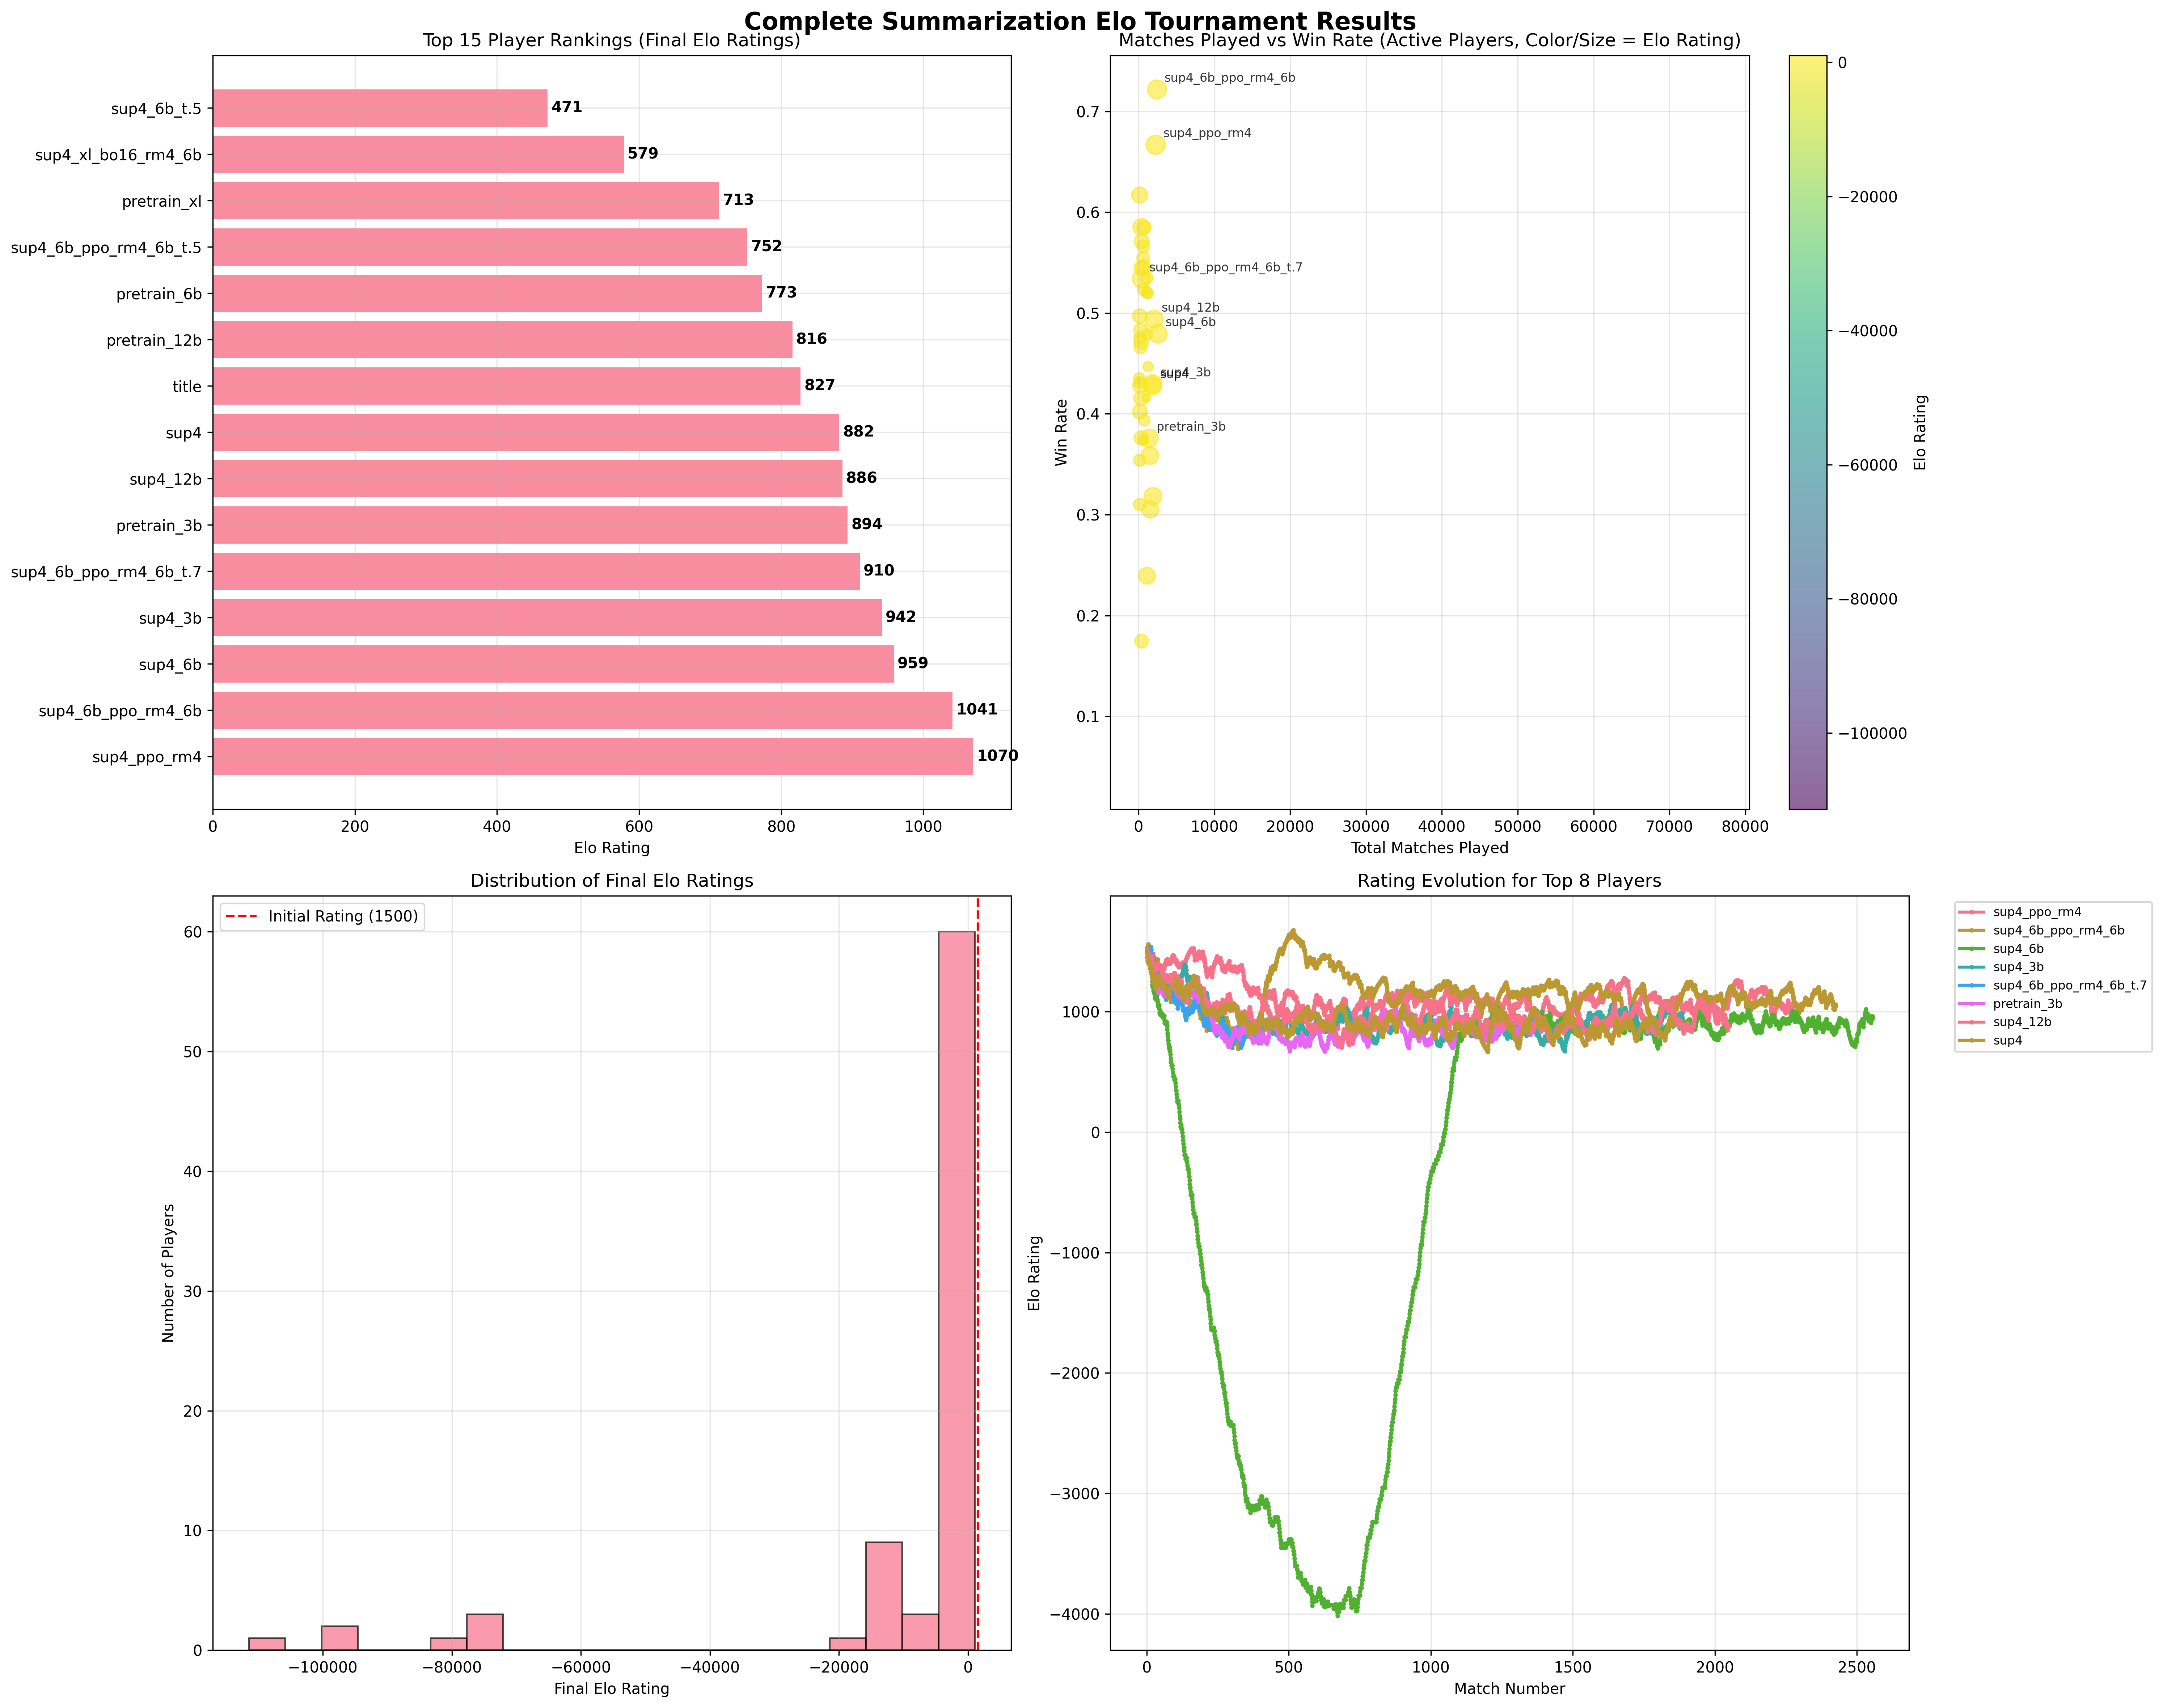 Complete Summarization Elo Tournament Results
Top 15 Player Rankings (Final Elo Ratings)
sup4_6b_t.5
471
sup4_xl_bo16_rm4_6b
579
pretrain_xl
713
sup4_6b_ppo_rm4_6b_t.5
752
pretrain_6b
773
pretrain_12b
816
title
827
sup4
882
sup4_12b
886
pretrain_3b
894
sup4_6b_ppo_rm4_6b_t.7
910
sup4_3b
942
sup4_6b
959
sup4_6b_ppo_rm4_6b
1041
sup4_ppo_rm4
1070
0 200 400 600 800 1000
Elo Rating
Matches Played vs Win Rate (Active Players, Color/Size = Elo Rating)
Win Rate
0.7
0.6
0.5
0.4
0.3
0.2
0.1
sup4_6b_ppo_rm4_6b
sup4_ppo_rm4
sup4_6b_ppo_rm4_6b_t.7
sup4_12b
sup4_6b
sup4_3b
sup4
pretrain_3b
0 10000 20000 30000 40000 50000 60000 70000 80000
Total Matches Played
0
−20000
−40000
−60000
−80000
−100000
Elo Rating
Distribution of Final Elo Ratings
Initial Rating (1500)
Number of Players
60
50
40
30
20
10
0
−100000 −80000 −60000 −40000 −20000 0
Final Elo Rating
Rating Evolution for Top 8 Players
Elo Rating
1000
0
−1000
−2000
−3000
−4000
0 500 1000 1500 2000 2500
Match Number
sup4_ppo_rm4
sup4_6b_ppo_rm4_6b
sup4_6b
sup4_3b
sup4_6b_ppo_rm4_6b_t.7
pretrain_3b
sup4_12b
sup4